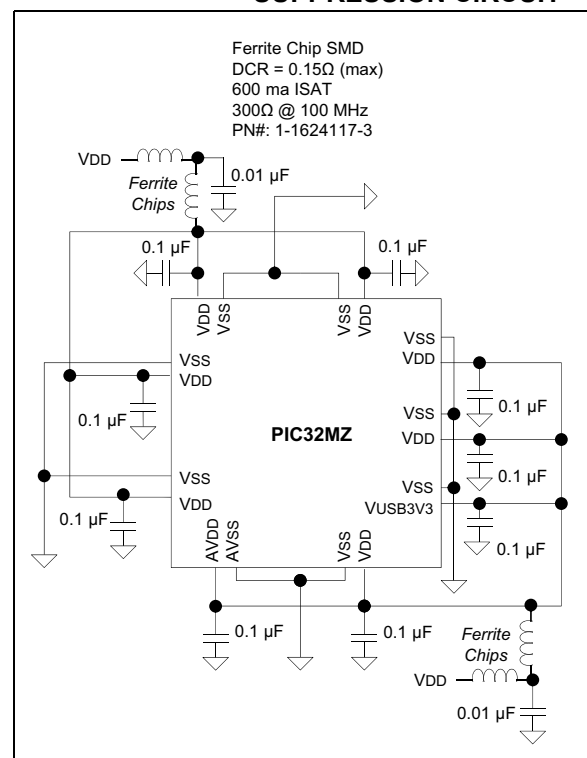 Ferrite Chip SMD
DCR = 0.15Ω (max)
600 ma ISAT
300Ω @ 100 MHz
PN#: 1-1624117-3
VDD
0.01 µF
Ferrite
Chips
0.1 µF
0.1 µF
VDD
VSS
VSS
VDD
VSS
VDD
VSS
VDD
0.1 µF
0.1 µF
VSS
PIC32MZ
VDD
0.1 µF
VSS
VDD
VSS
VUSB3V3
0.1 µF
0.1 µF
AVDD
AVSS
VSS
VDD
0.1 µF
0.1 µF
Ferrite
Chips
VDD
0.01 µF